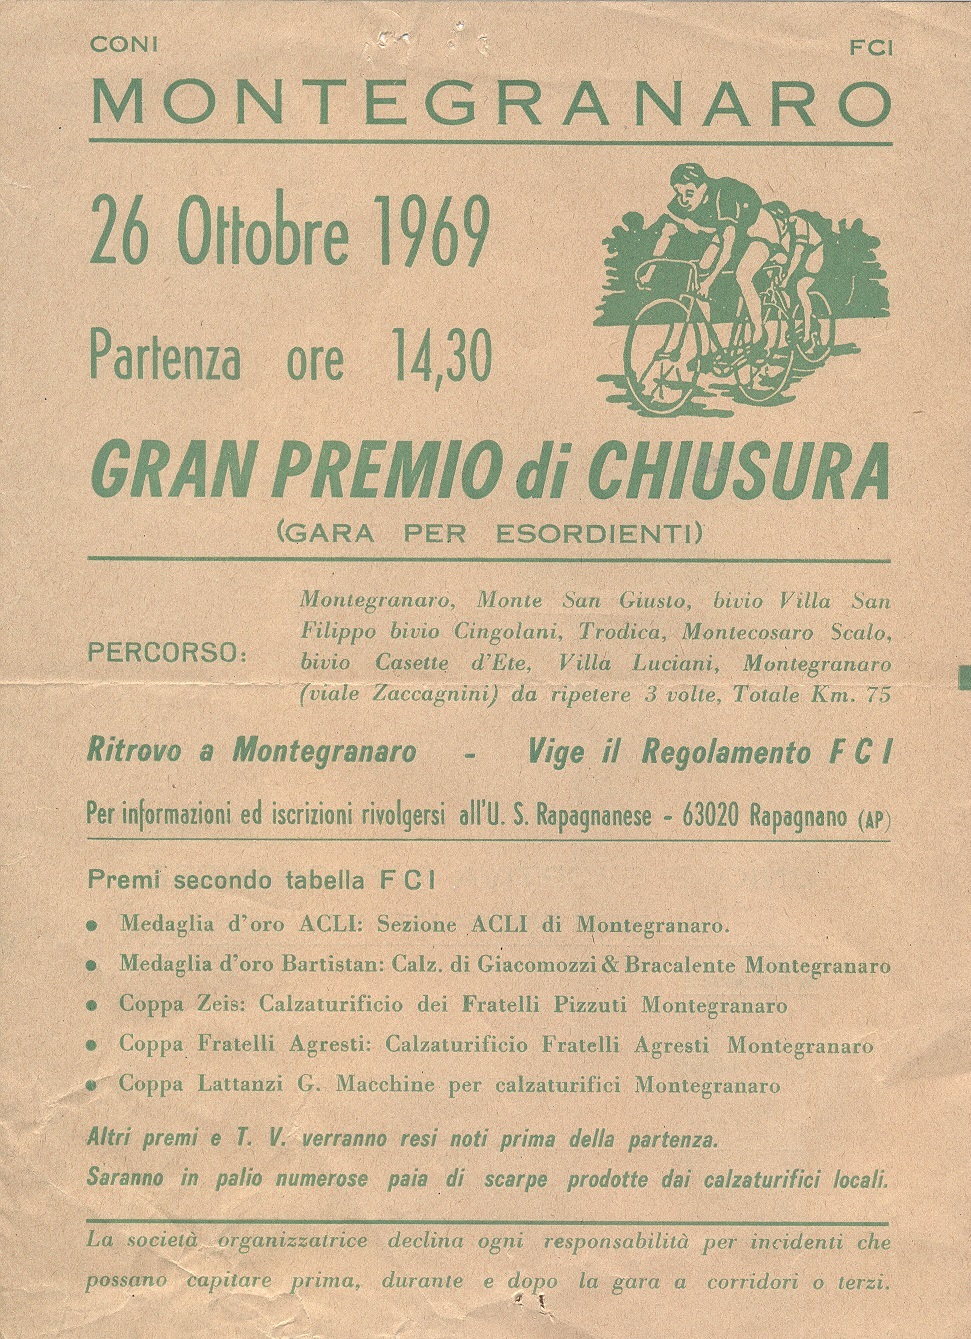 CONI FCI
MONTEGRANARO
26 Ottobre 1969
Partenza ore 14,30
GRAN PREMIO di CHIUSURA
(GARA PER ESORDIENTI)
PERCORSO:
Montegranaro, Monte San Giusto, bivio Villa San
Filippo bivio Cingolani, Trodica, Montecosaro Scalo,
bivio Casette d'Ete, Villa Luciani, Montegranaro
(viale Zaccagnini) da ripetere 3 volte, Totale Km. 75
Ritrovo a Montegranaro - Vige il Regolamento FCI
Per informazioni ed iscrizioni rivolgersi all'U. S. Rapagnanese - 63020 Rapagnano (AP)
Premi secondo tabella FCI
● Medaglia d'oro ACLI: Sezione ACLI di Montegranaro.
● Medaglia d'oro Bartistan: Calz. di Giacomozzi & Bracalente Montegranaro
● Coppa Zeis: Calzaturificio dei Fratelli Pizzuti Montegranaro
● Coppa Fratelli Agresti: Calzaturificio Fratelli Agresti Montegranaro
● Coppa Lattanzi G. Macchine per calzaturifici Montegranaro
Altri premi e T. V. verranno resi noti prima della partenza.
Saranno in palio numerose paia di scarpe prodotte dai calzaturifici locali.
La società organizzatrice declina ogni responsabilità per incidenti che
possano capitare prima, durante e dopo la gara a corridori o terzi.